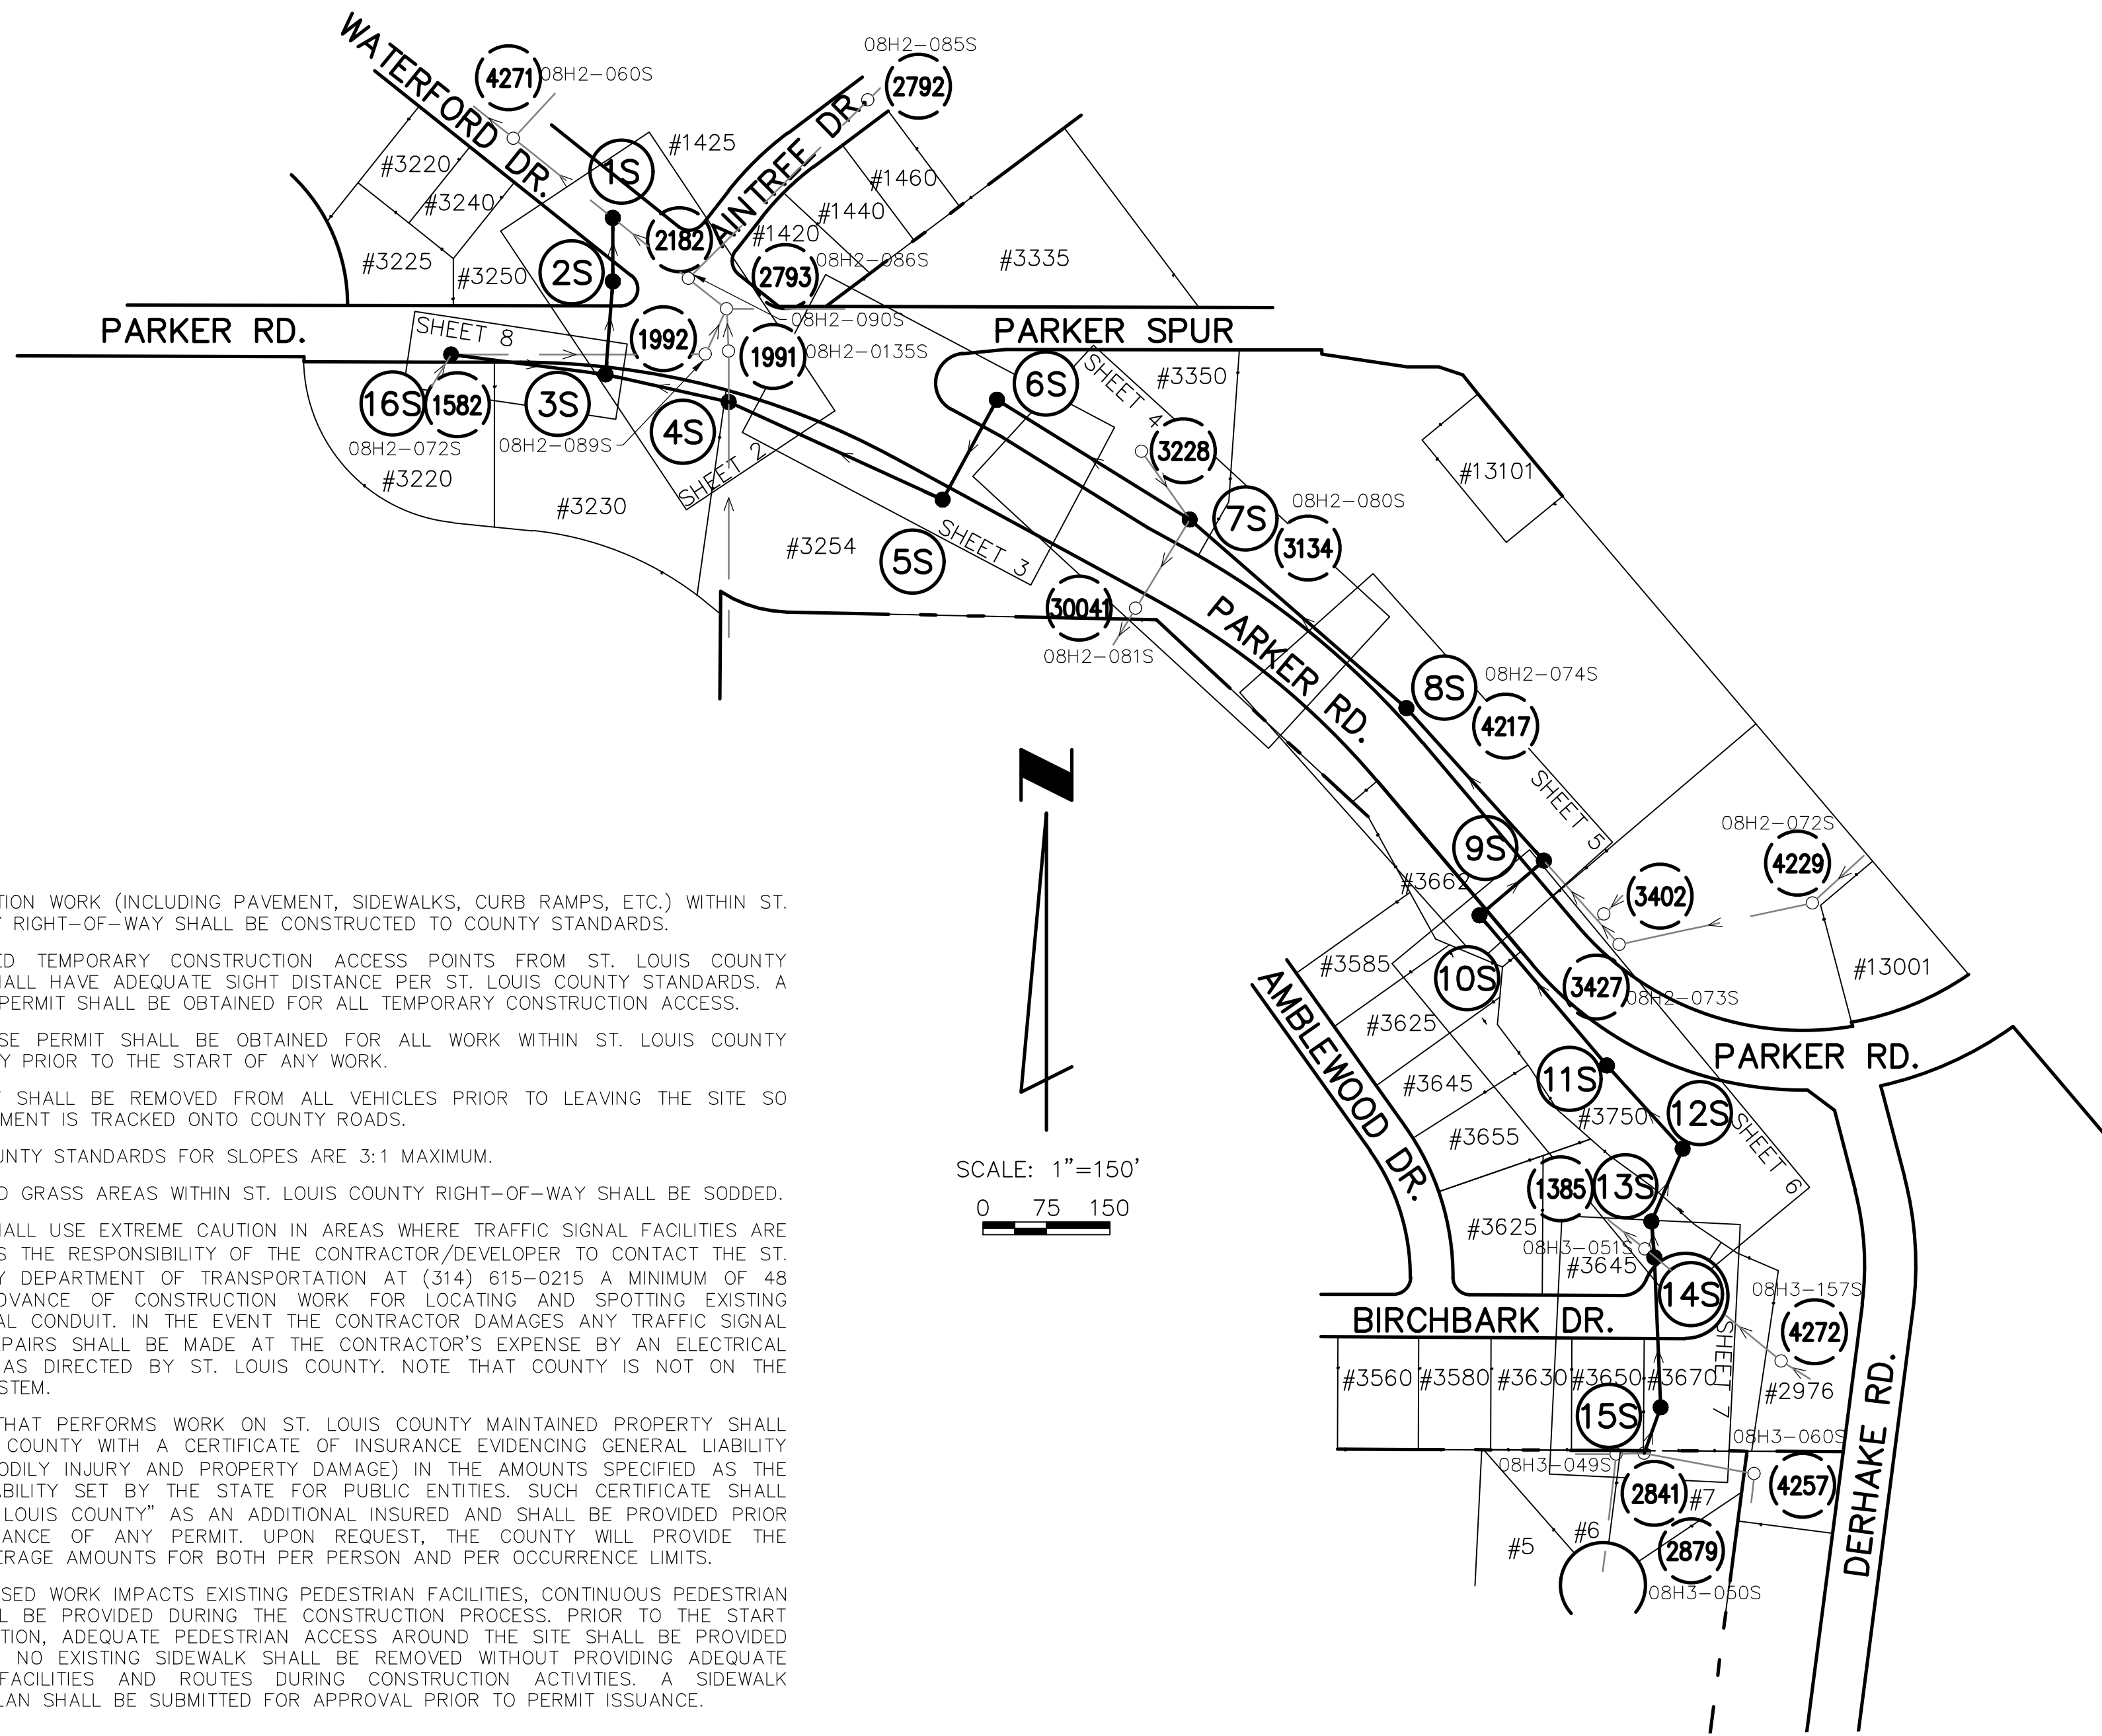 08H2-085S
WATERFORD DR.
4271
08H2-060S
2792
AINTREE DR.
#1425
1S
#3220
#1460
#3240
#1440
2182
#1420
#3225
#3250
2S
2793
08H2-086S
#3335
PARKER RD.
SHEET 8
1992
08H2-090S
PARKER SPUR
1991
08H2-0135S
16S
1582
3S
6S
SHEET 4
#3350
08H2-072S
08H2-089S
4S
3228
#3220
SHEET 2
#13101
#3230
7S
08H2-080S
#3254
SHEET 3
3134
5S
30041
08H2-081S
PARKER RD.
8S
08H2-074S
4217
SHEET 5
08H2-072S
9S
4229
#3662
3402
TION WORK (INCLUDING PAVEMENT, SIDEWALKS, CURB RAMPS, ETC.) WITHIN ST.
Y RIGHT-OF-WAY SHALL BE CONSTRUCTED TO COUNTY STANDARDS.
ED TEMPORARY CONSTRUCTION ACCESS POINTS FROM ST. LOUIS COUNTY
HALL HAVE ADEQUATE SIGHT DISTANCE PER ST. LOUIS COUNTY STANDARDS. A
PERMIT SHALL BE OBTAINED FOR ALL TEMPORARY CONSTRUCTION ACCESS.
SE PERMIT SHALL BE OBTAINED FOR ALL WORK WITHIN ST. LOUIS COUNTY
Y PRIOR TO THE START OF ANY WORK.
SHALL BE REMOVED FROM ALL VEHICLES PRIOR TO LEAVING THE SITE SO
MENT IS TRACKED ONTO COUNTY ROADS.
UNTY STANDARDS FOR SLOPES ARE 3:1 MAXIMUM.
D GRASS AREAS WITHIN ST. LOUIS COUNTY RIGHT-OF-WAY SHALL BE SODDED.
HALL USE EXTREME CAUTION IN AREAS WHERE TRAFFIC SIGNAL FACILITIES ARE
S THE RESPONSIBILITY OF THE CONTRACTOR/DEVELOPER TO CONTACT THE ST.
Y DEPARTMENT OF TRANSPORTATION AT (314) 615-0215 A MINIMUM OF 48
DVANCE OF CONSTRUCTION WORK FOR LOCATING AND SPOTTING EXISTING
AL CONDUIT. IN THE EVENT THE CONTRACTOR DAMAGES ANY TRAFFIC SIGNAL
EPAIRS SHALL BE MADE AT THE CONTRACTOR'S EXPENSE BY AN ELECTRICAL
AS DIRECTED BY ST. LOUIS COUNTY. NOTE THAT COUNTY IS NOT ON THE
STEM.
THAT PERFORMS WORK ON ST. LOUIS COUNTY MAINTAINED PROPERTY SHALL
COUNTY WITH A CERTIFICATE OF INSURANCE EVIDENCING GENERAL LIABILITY
ODILY INJURY AND PROPERTY DAMAGE) IN THE AMOUNTS SPECIFIED AS THE
ABILITY SET BY THE STATE FOR PUBLIC ENTITIES. SUCH CERTIFICATE SHALL
LOUIS COUNTY" AS AN ADDITIONAL INSURED AND SHALL BE PROVIDED PRIOR
ANCE OF ANY PERMIT. UPON REQUEST, THE COUNTY WILL PROVIDE THE
ERAGE AMOUNTS FOR BOTH PER PERSON AND PER OCCURRENCE LIMITS.
SED WORK IMPACTS EXISTING PEDESTRIAN FACILITIES, CONTINUOUS PEDESTRIAN
L BE PROVIDED DURING THE CONSTRUCTION PROCESS. PRIOR TO THE START
TION, ADEQUATE PEDESTRIAN ACCESS AROUND THE SITE SHALL BE PROVIDED
NO EXISTING SIDEWALK SHALL BE REMOVED WITHOUT PROVIDING ADEQUATE
FACILITIES AND ROUTES DURING CONSTRUCTION ACTIVITIES. A SIDEWALK
LAN SHALL BE SUBMITTED FOR APPROVAL PRIOR TO PERMIT ISSUANCE.
N
SCALE: 1"=150'
0 75 150
#3585
10S
3427
08H2-073S
#13001
#3625
AMBLEWOOD DR.
PARKER RD.
11S
#3645
12S
#3750
#3655
SHEET 6
1385
13S
#3625
08H3-051S
#3645
14S
08H3-157S
BIRCHBARK DR.
4272
SHEET 7
#3560
#3580
#3630
#3650
#3670
#2976
15S
DERHAKE RD.
08H3-060S
08H3-049S
4257
2841
#7
#6
#5
2879
08H3-050S